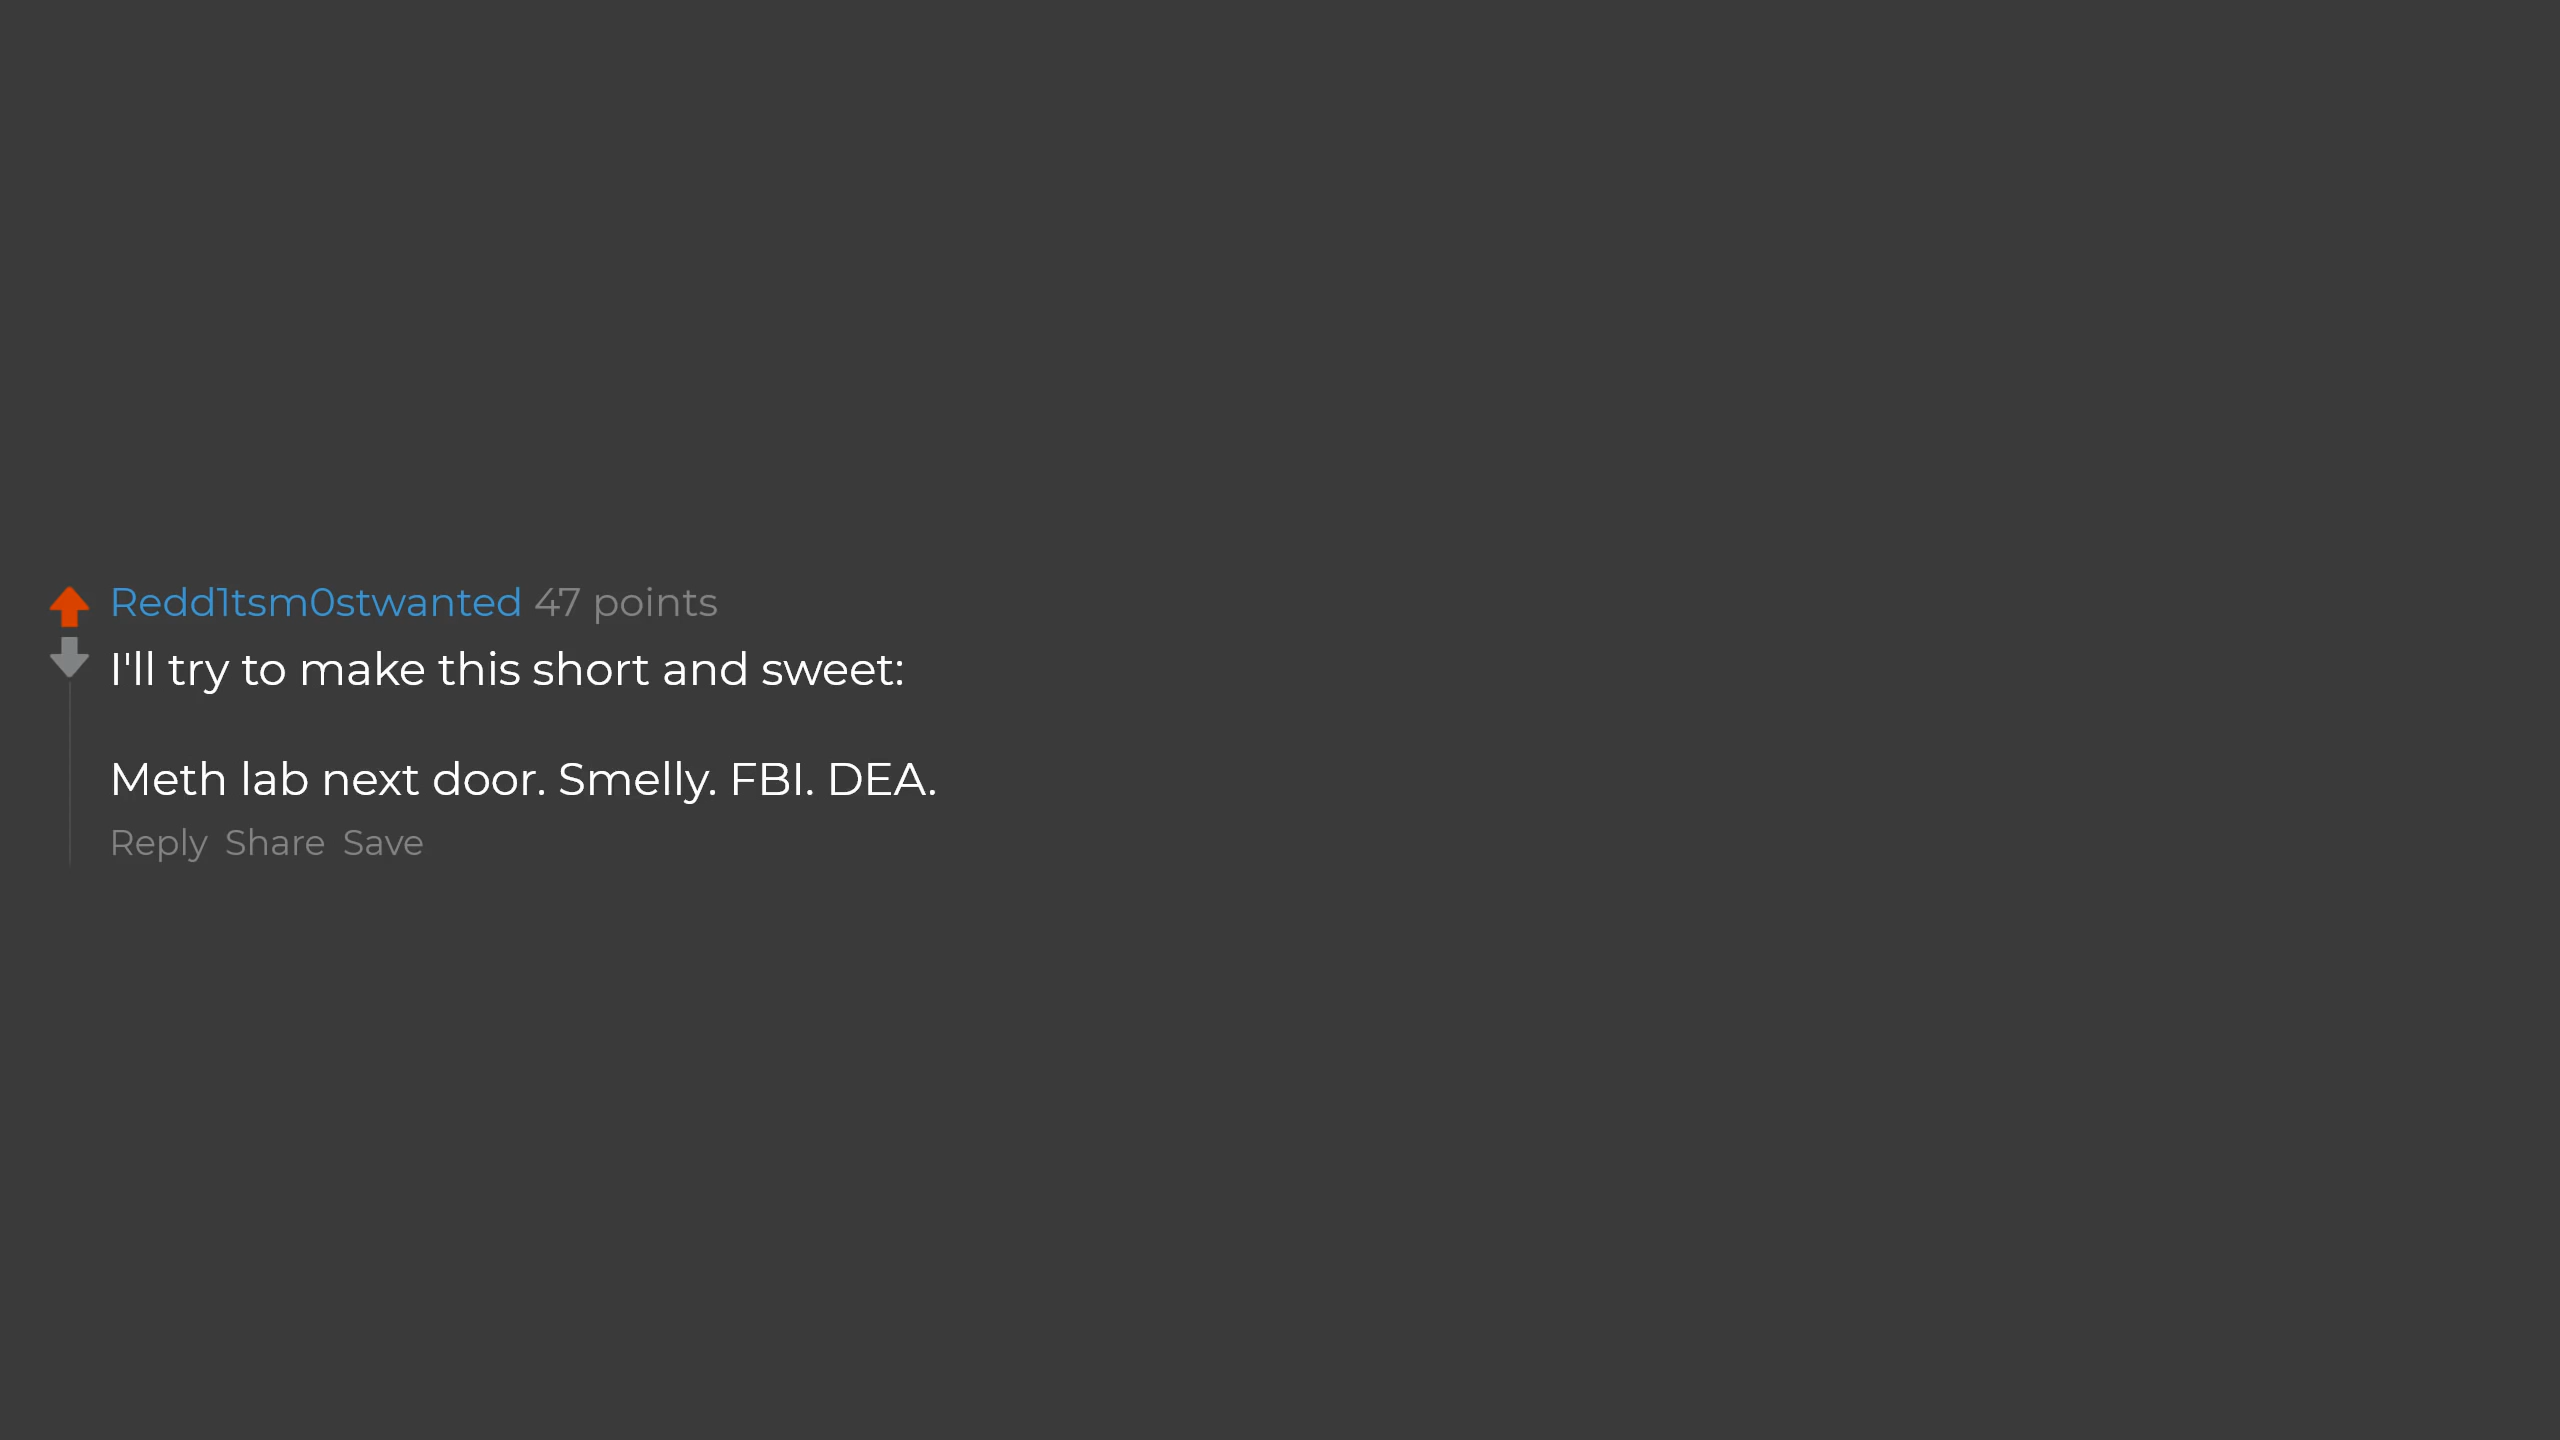 Redd1tsm0stwanted 47 points
I'll try to make this short and sweet:
Meth lab next door. Smelly. FBI. DEA.
Reply Share Save